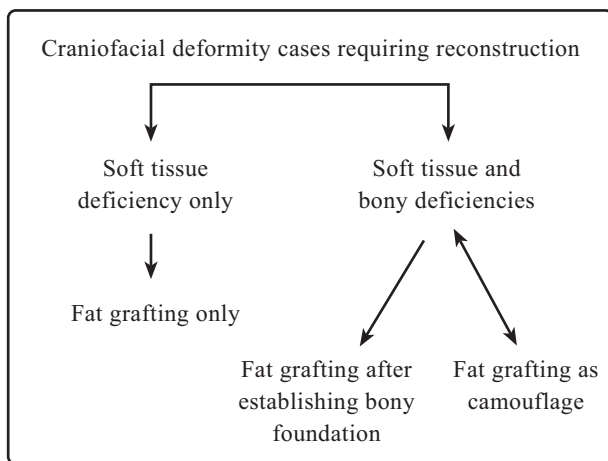 Craniofacial deformity cases requiring reconstruction
Soft tissue
deficiency only
Soft tissue and
bony deficiencies
Fat grafting only
Fat grafting after
establishing bony
foundation
Fat grafting as
camouflage